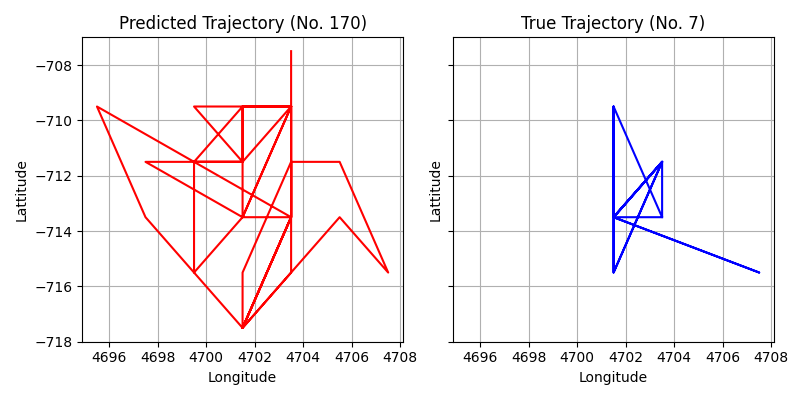 Predicted Trajectory (No. 170)
True Trajectory (No. 7)
−708
−710
−712
−714
−716
−718
Lattitude
Lattitude
4696 4698 4700 4702 4704 4706 4708
4696 4698 4700 4702 4704 4706 4708
Longitude
Longitude